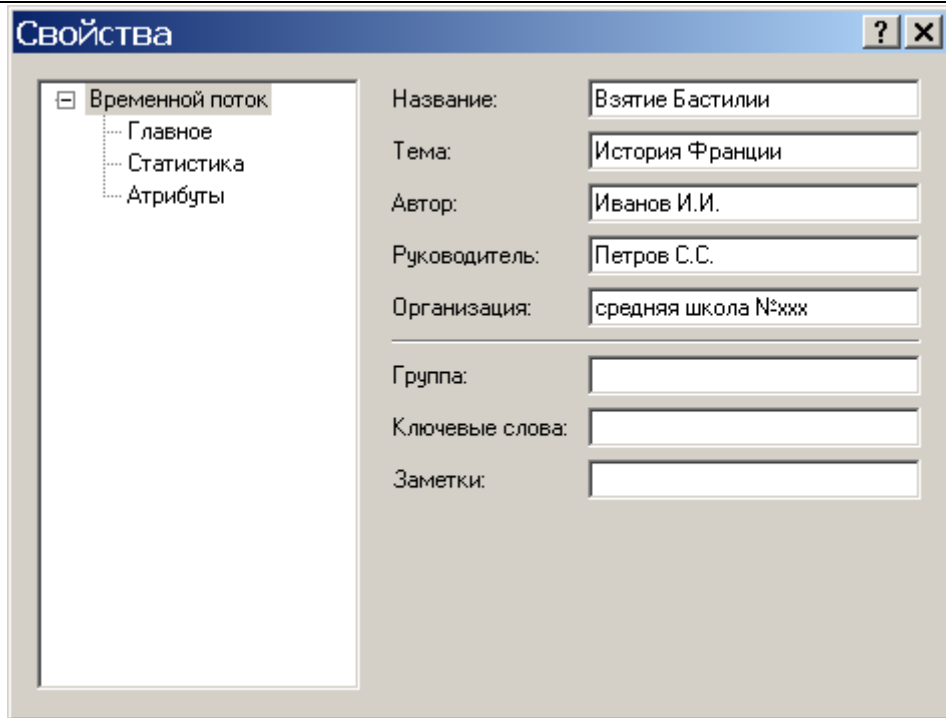 Свойства
Временной поток
Главное
Статистика
Атрибуты
Название: Взятие Бастилии
Тема: История Франции
Автор: Иванов И.И.
Руководитель: Петров С.С.
Организация: средняя школа №xxx
Группа:
Ключевые слова:
Заметки: